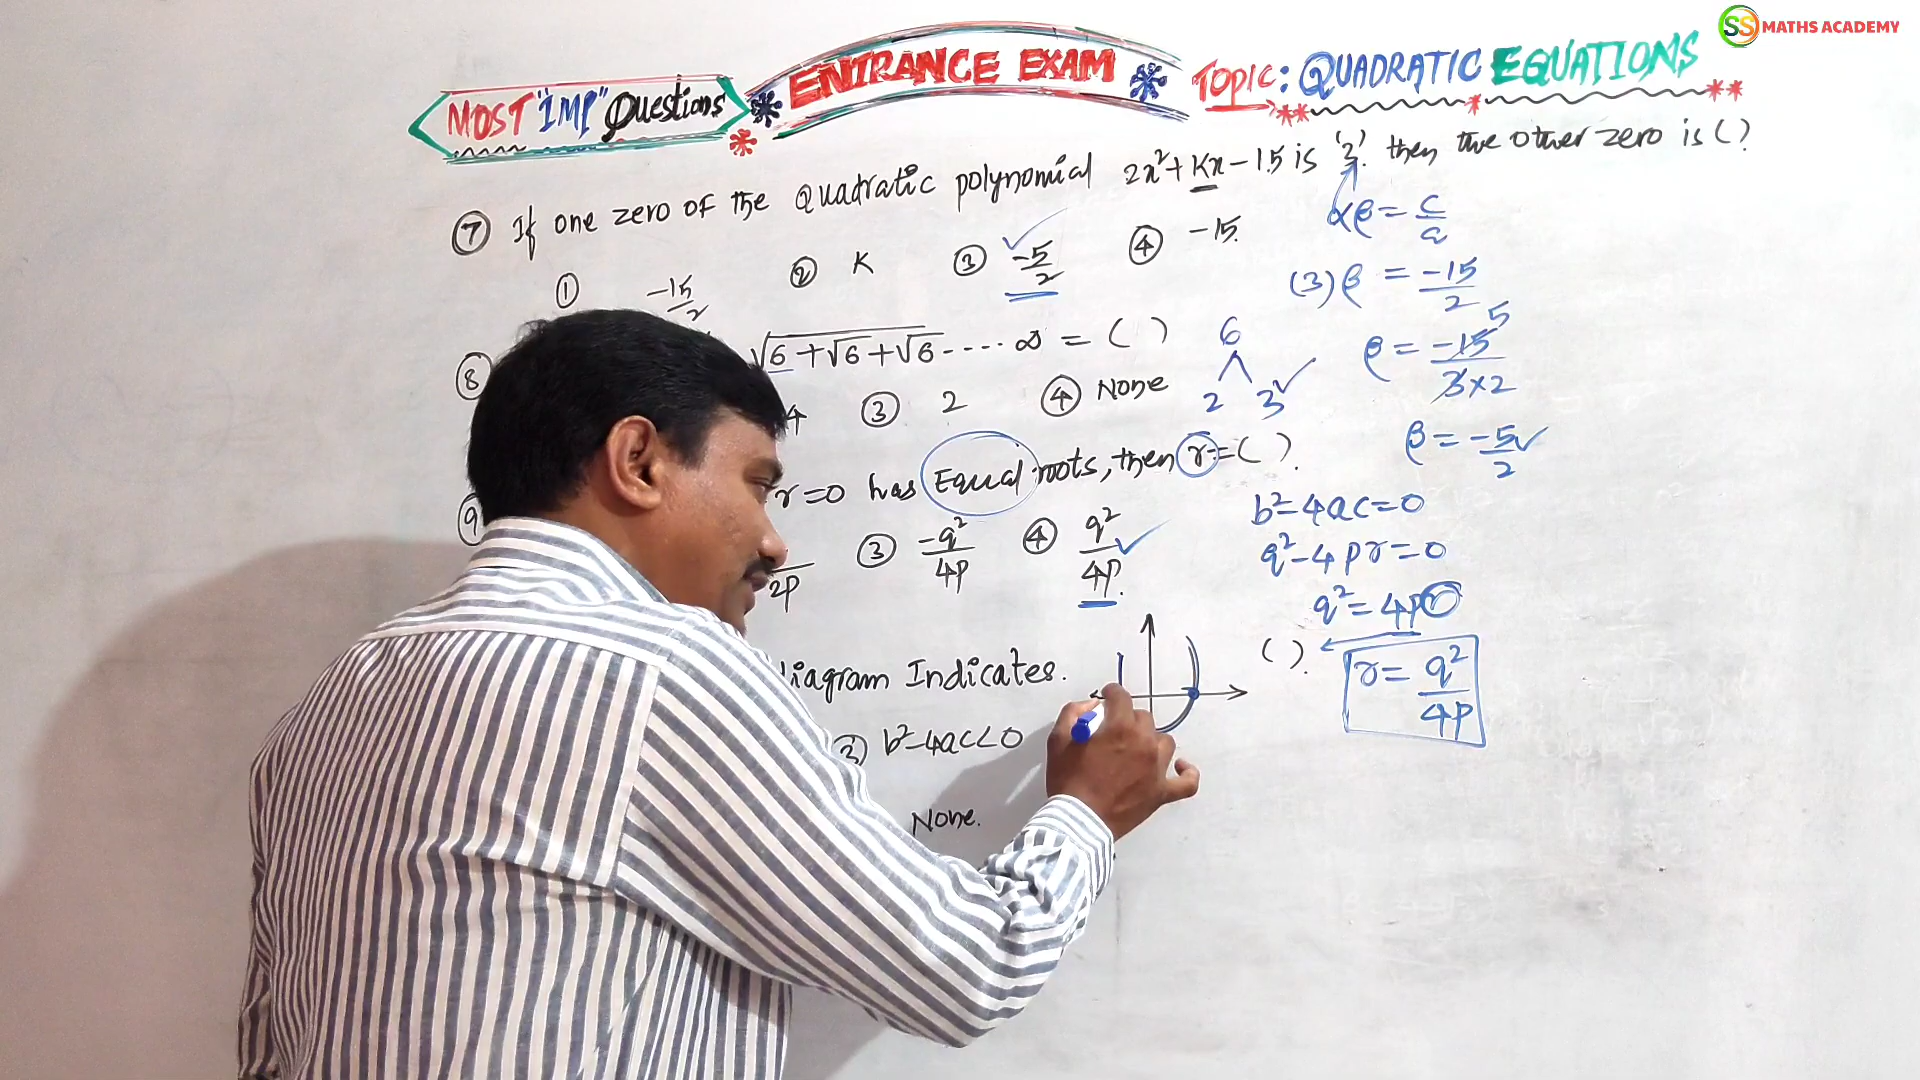 SS MATHS ACADEMY
MOST "IMP" Questions
ENTRANCE EXAM
TOPIC: QUADRATIC EQUATIONS
⑦ If one zero of the Quadratic polynomial 2x²+kx-15 is '3'. then the other zero is ( )?
① -15/2 ② K ③ -5/2 ✓ ④ -15.
αβ = c/a
(3)β = -15/2
β = -15/3×2
5
β = -5/2 ✓
⑧ √6+√6+√6-....∞ = ( )
4 ③ 2 ④ None
6
2 3 ✓
⑨ r=0 has Equal roots, then r=( ).
2p ③ -q²/4p ④ q²/4p. ✓
b²-4ac=0
q²-4pr=0
q²=4pr
r = q²/4p
diagram Indicates. ( ).
b²-4ac<0
None.